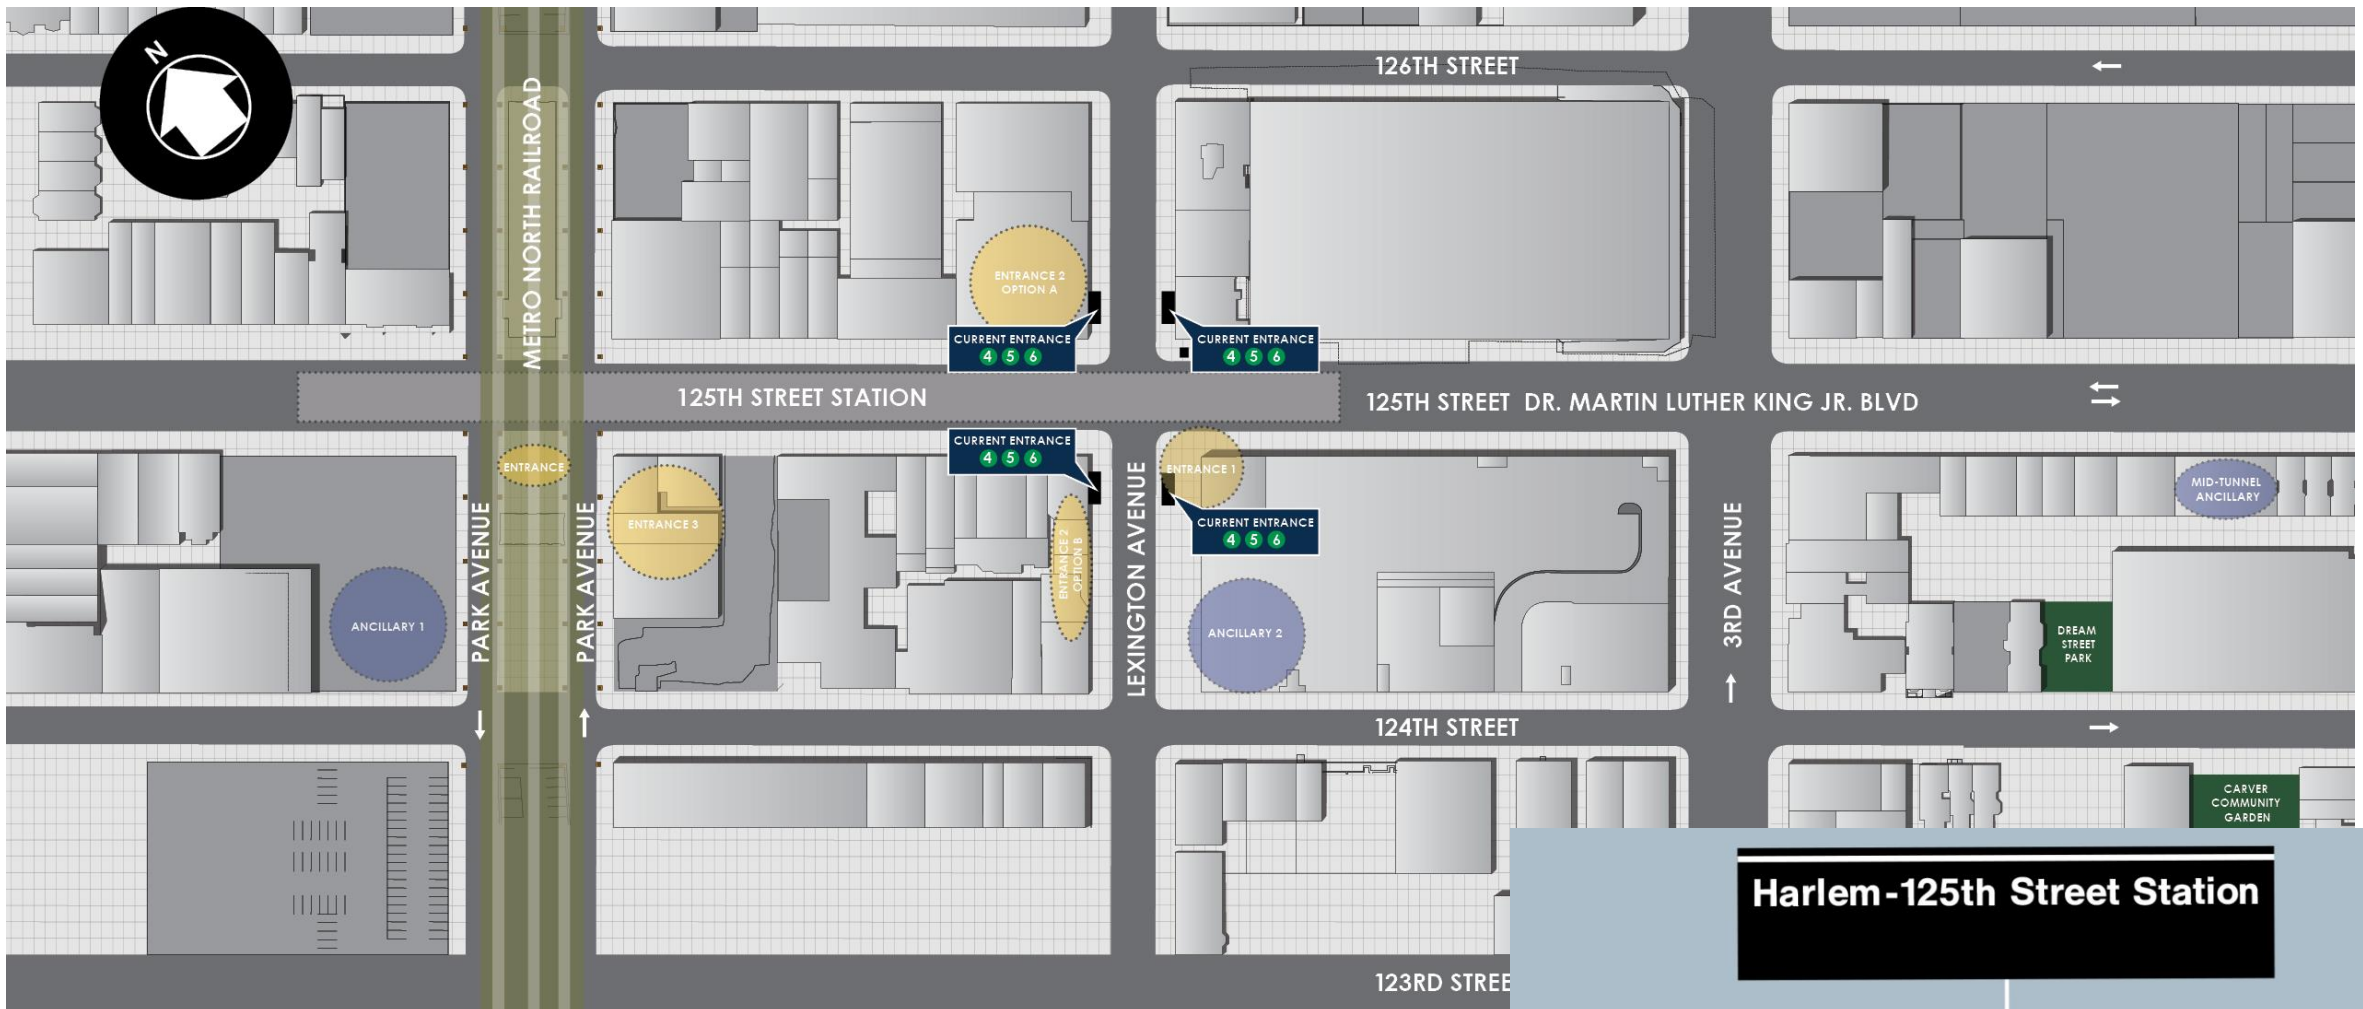 N
126TH STREET
METRO NORTH RAILROAD
ENTRANCE 2
OPTION A
CURRENT ENTRANCE
4 5 6
CURRENT ENTRANCE
4 5 6
125TH STREET STATION
125TH STREET DR. MARTIN LUTHER KING JR. BLVD
CURRENT ENTRANCE
4 5 6
ENTRANCE
ENTRANCE 1
MID-TUNNEL
ANCILLARY
ENTRANCE 3
CURRENT ENTRANCE
4 5 6
PARK AVENUE
PARK AVENUE
ENTRANCE 2
OPTION B
LEXINGTON AVENUE
3RD AVENUE
ANCILLARY 1
ANCILLARY 2
DREAM
STREET
PARK
124TH STREET
CARVER
COMMUNITY
GARDEN
Harlem-125th Street Station
123RD STREE